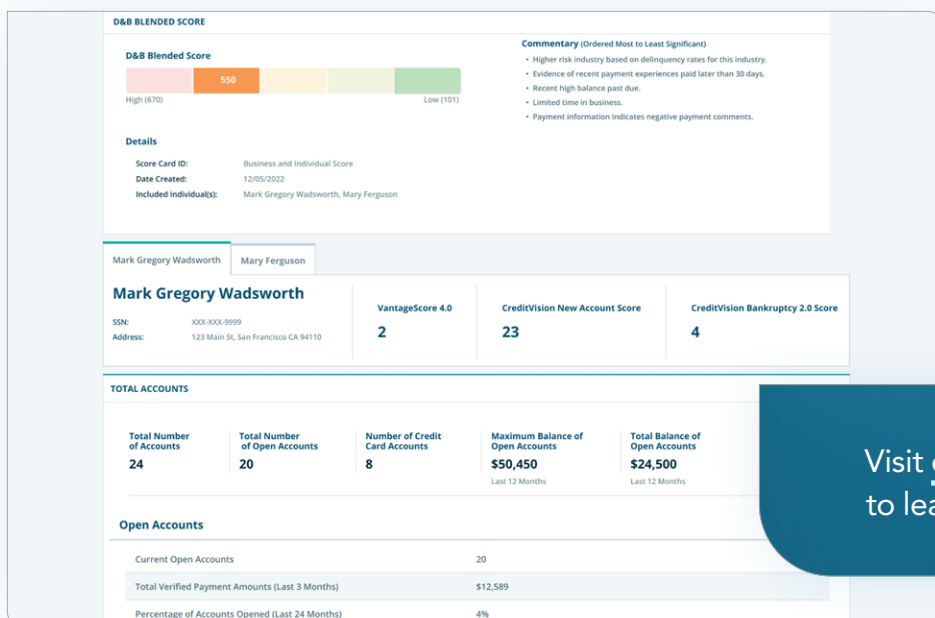 D&B BLENDED SCORE
D&B Blended Score
550
High (670) Low (101)
Commentary (Ordered Most to Least Significant)
• Higher risk industry based on delinquency rates for this industry.
• Evidence of recent payment experiences paid later than 30 days.
• Recent high balance past due.
• Limited time in business.
• Payment information indicates negative payment comments.
Details
Score Card ID: Business and Individual Score
Date Created: 12/05/2022
Included Individual(s): Mark Gregory Wadsworth, Mary Ferguson
Mark Gregory Wadsworth Mary Ferguson
Mark Gregory Wadsworth
SSN: XXX-XXX-9999
Address: 123 Main St, San Francisco CA 94110
VantageScore 4.0
2
CreditVision New Account Score
23
CreditVision Bankruptcy 2.0 Score
4
TOTAL ACCOUNTS
Total Number
of Accounts
24
Total Number
of Open Accounts
20
Number of Credit
Card Accounts
8
Maximum Balance of
Open Accounts
$50,450
Last 12 Months
Total Balance of
Open Accounts
$24,500
Last 12 Months
Visit
to
Open Accounts
Current Open Accounts 20
Total Verified Payment Amounts (Last 3 Months) $12,589
Percentage of Accounts Opened (Last 24 Months) 4%